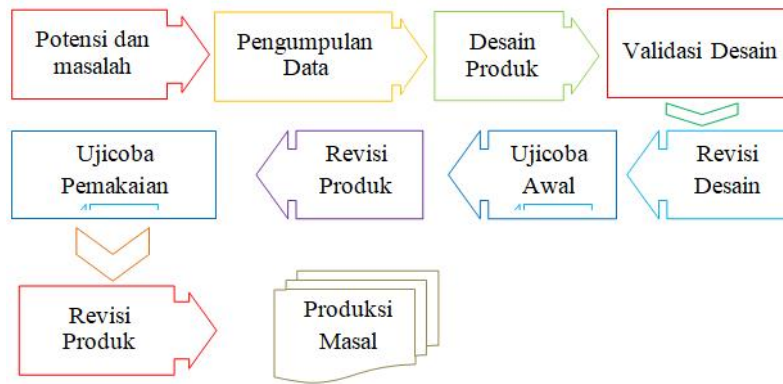 Potensi dan
masalah
Pengumpulan
Data
Desain
Produk
Validasi Desain
Revisi
Desain
Ujicoba
Awal
Revisi
Produk
Ujicoba
Pemakaian
Revisi
Produk
Produksi
Masal